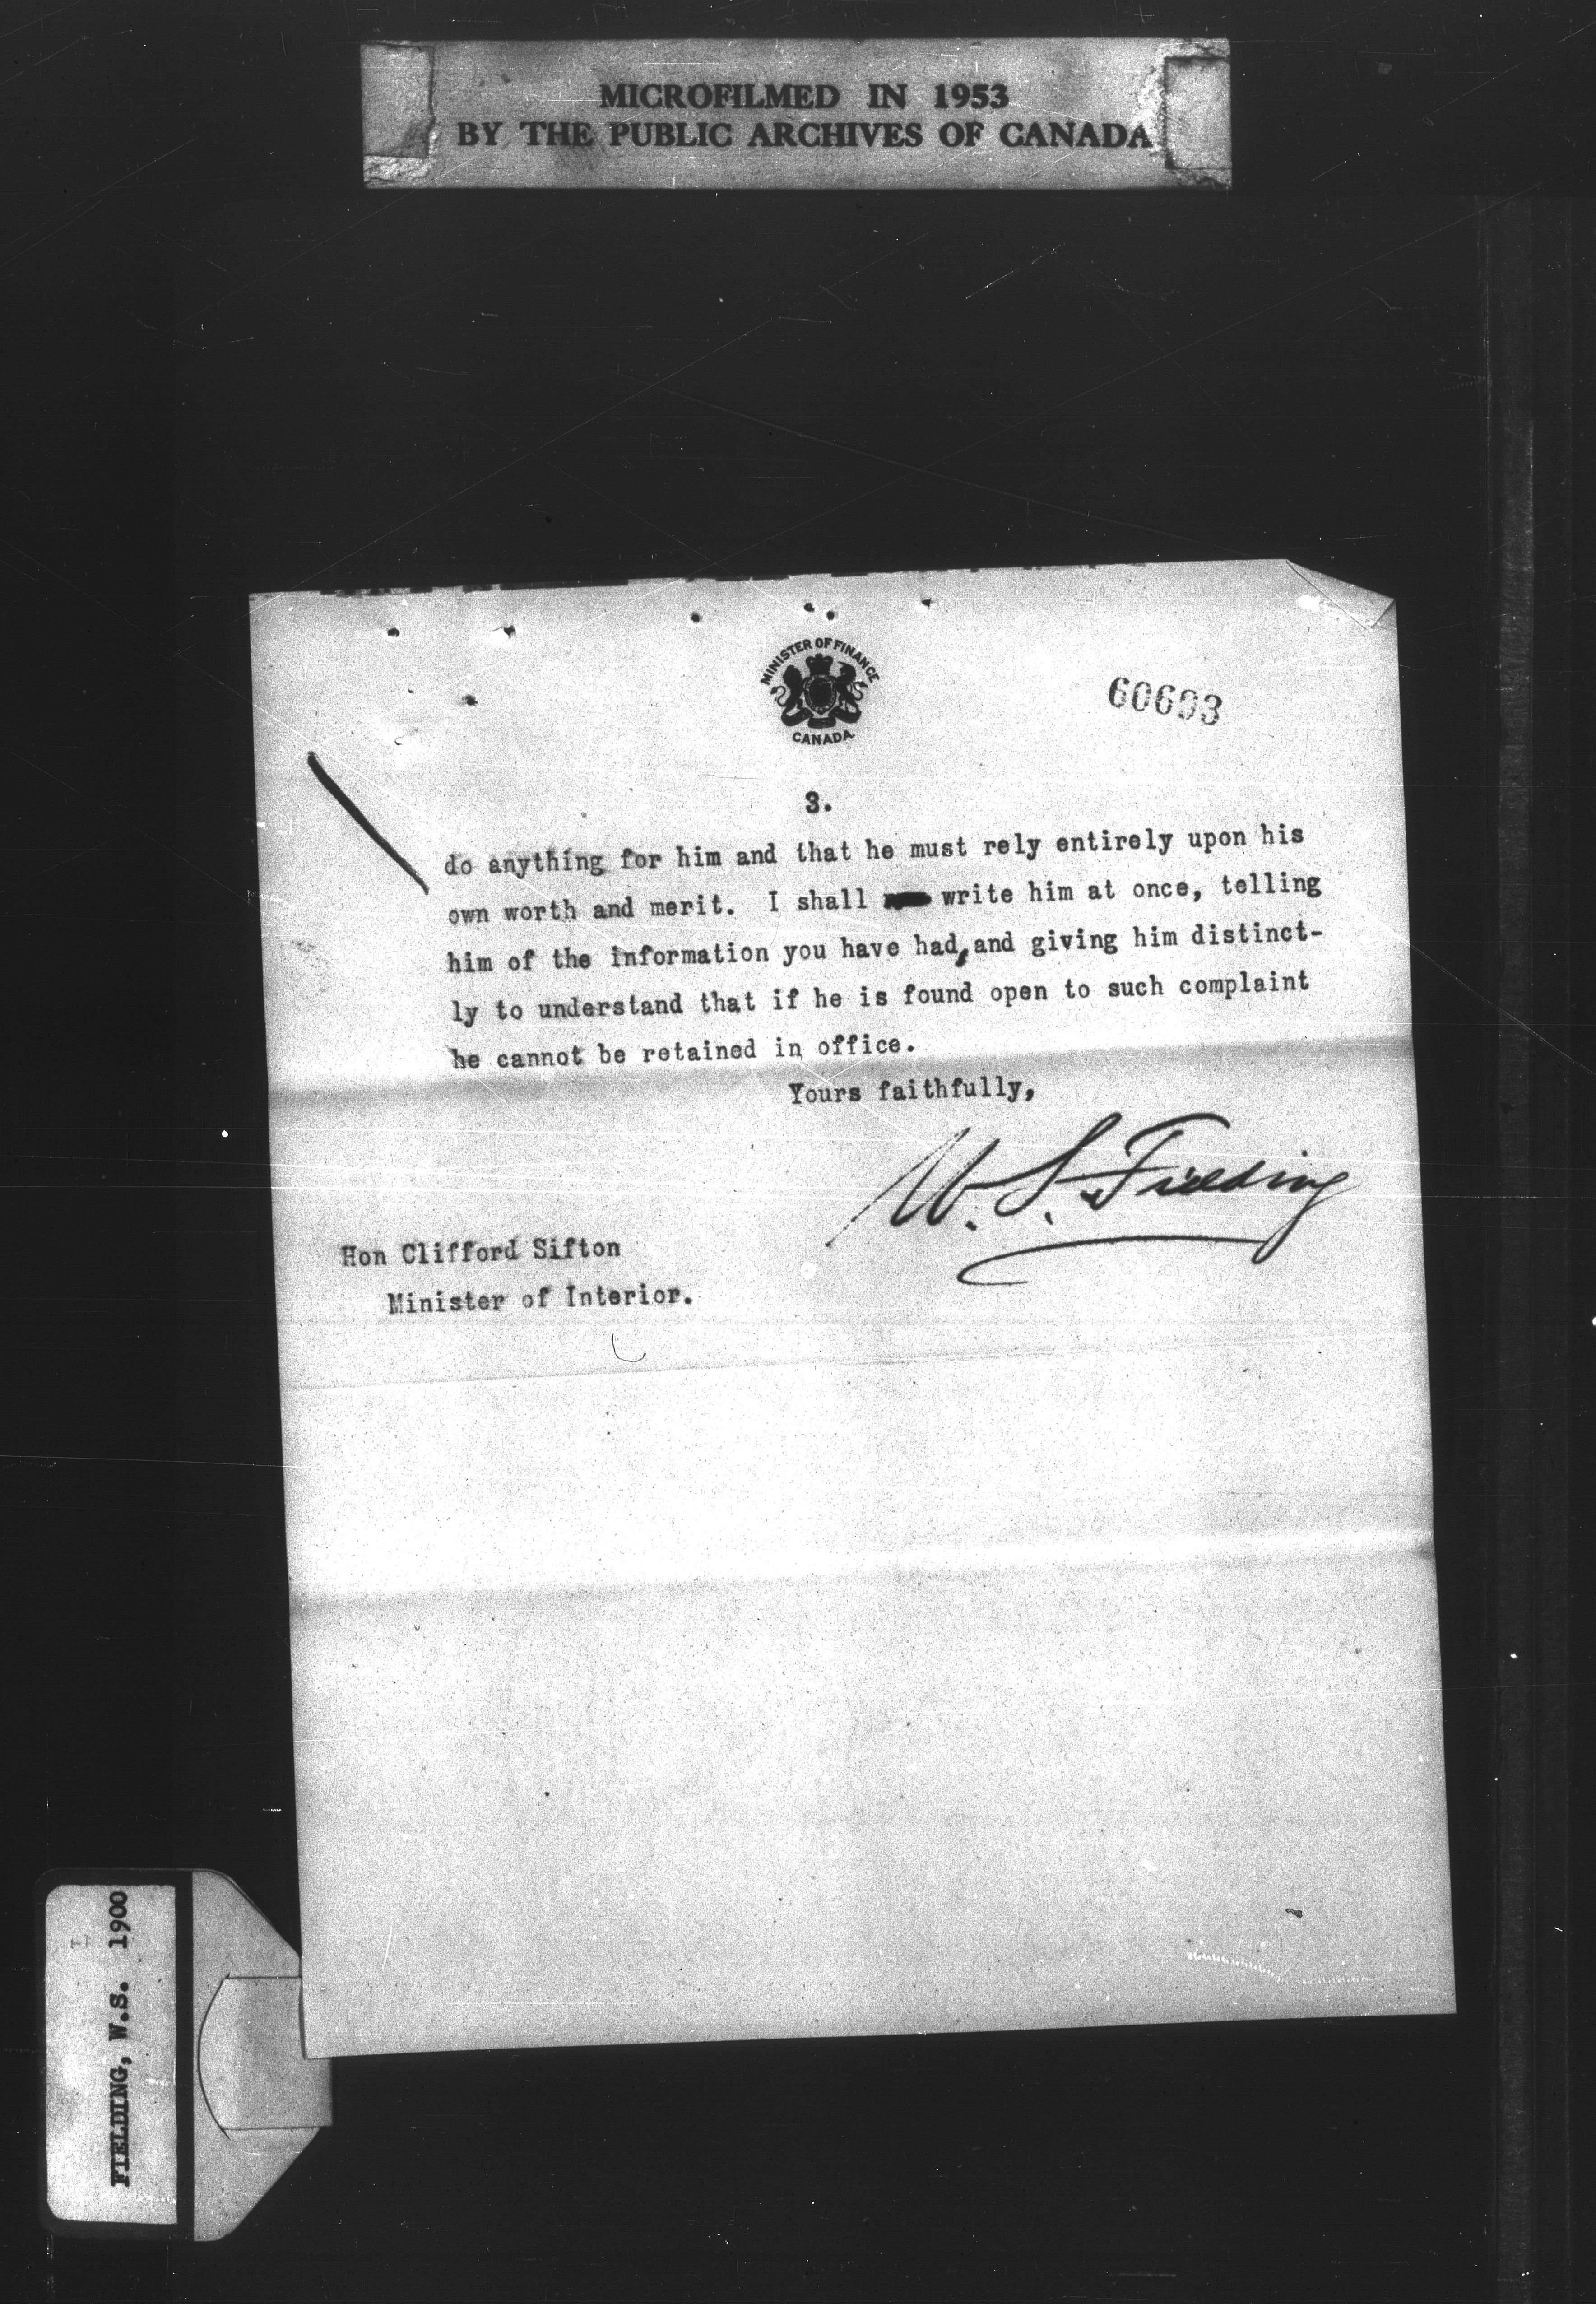 MICROFILMED IN 1953
BY THE PUBLIC ARCHIVES OF CANADA
MINISTER OF FINANCE
CANADA
60693
3.
do anything for him and that he must rely entirely upon his
own worth and merit. I shall write him at once, telling
him of the information you have had, and giving him distinct-
ly to understand that if he is found open to such complaint
he cannot be retained in office.
Yours faithfully,
W. S. Fielding
Hon Clifford Sifton
Minister of Interior.
FIELDING, W.S. 1900